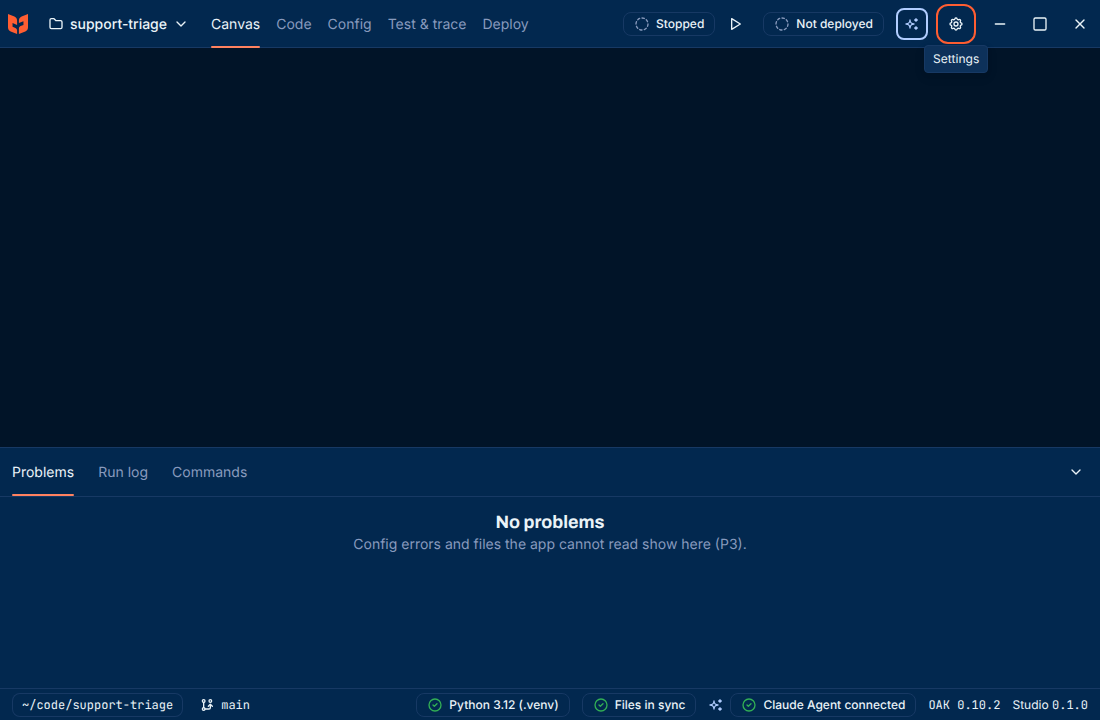 support-triage Canvas Code Config Test & trace Deploy Stopped Not deployed
Settings
Problems Run log Commands
No problems
Config errors and files the app cannot read show here (P3).
~/code/support-triage main Python 3.12 (.venv) Files in sync Claude Agent connected OAK 0.10.2 Studio 0.1.0